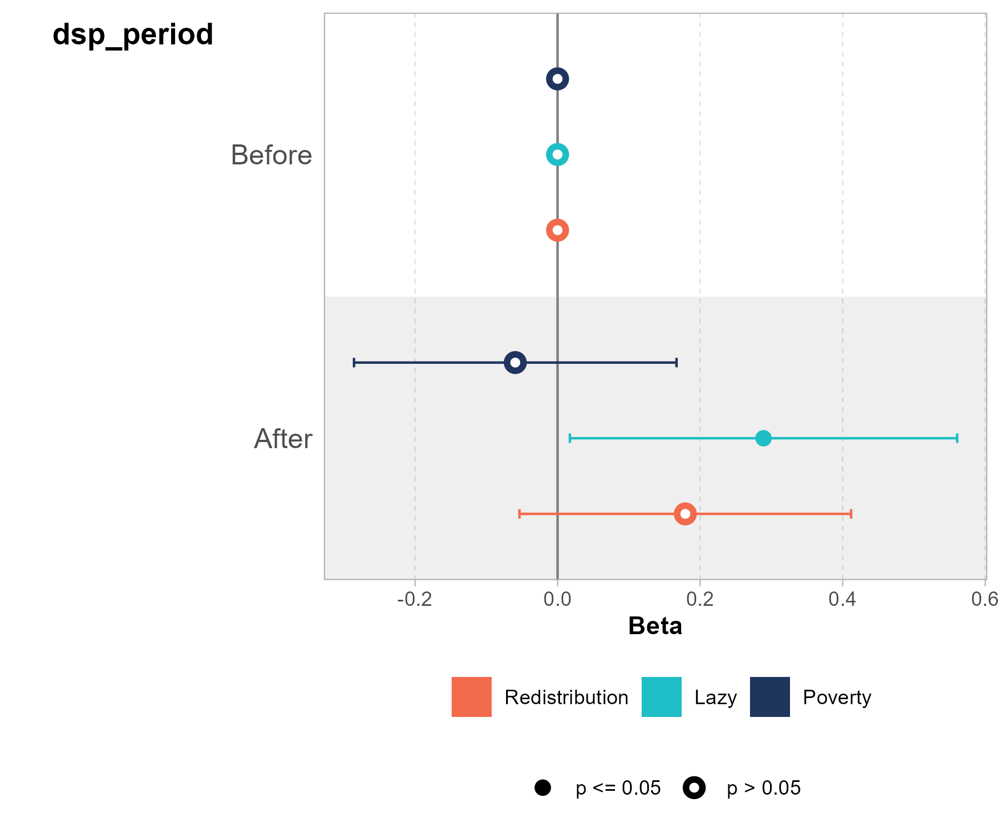 dsp_period
Before
After
-0.2 0.0 0.2 0.4 0.6
Beta
Redistribution Lazy Poverty
p <= 0.05 p > 0.05